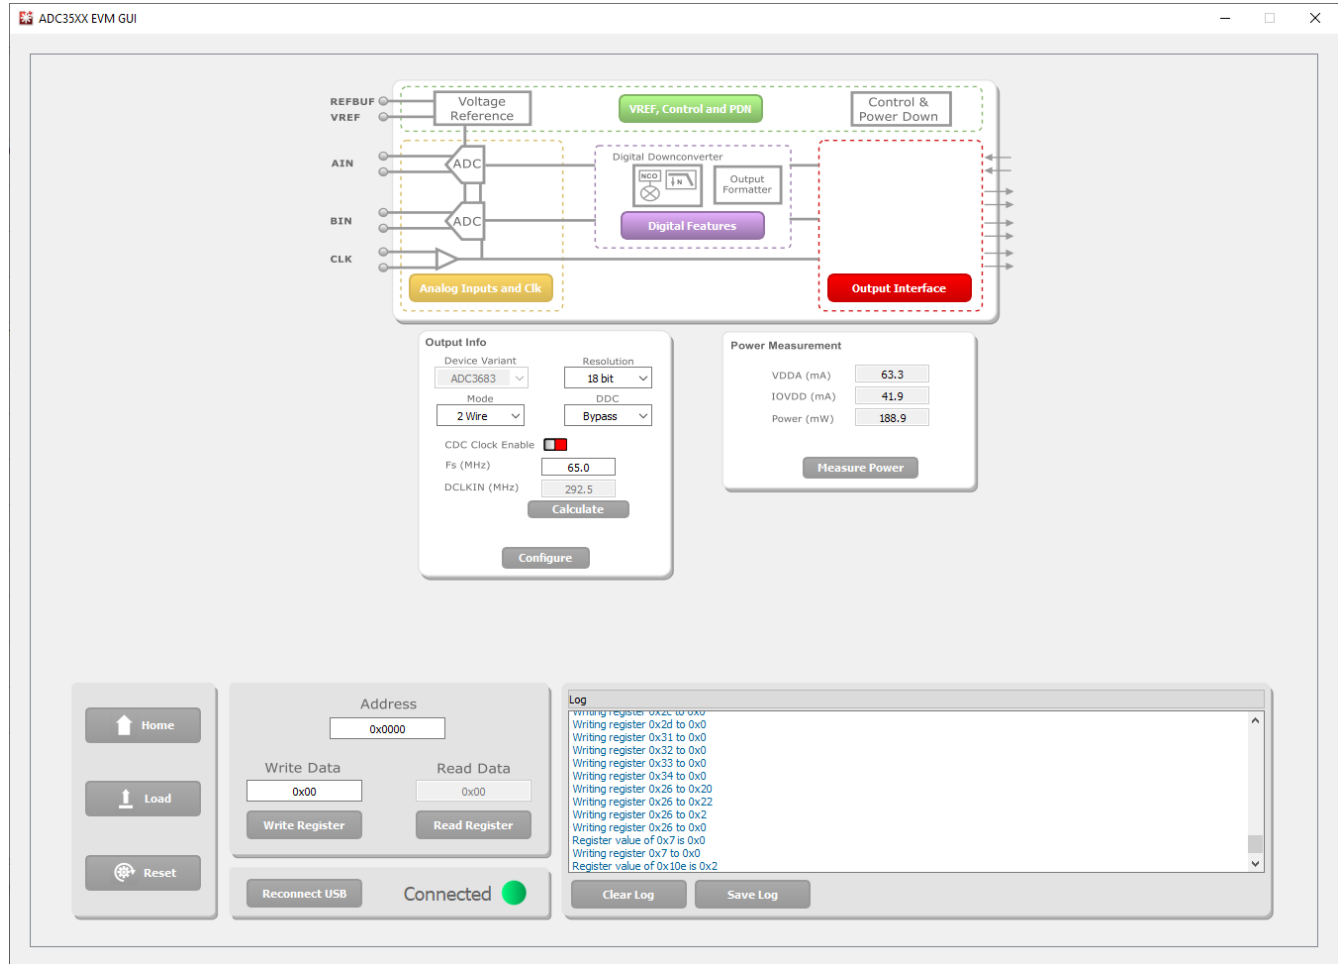 ADC35XX EVM GUI
REFBUF
VREF
Voltage
Reference
VREF, Control and PDN
Control &
Power Down
AIN
ADC
Digital Downconverter
NCO
N
Output
Formatter
BIN
ADC
Digital Features
CLK
Analog Inputs and Clk
Output Interface
Output Info
Device Variant
Resolution
ADC3683
18 bit
Mode
DDC
2 Wire
Bypass
CDC Clock Enable
Fs (MHz)
65.0
DCLKIN (MHz)
292.5
Calculate
Configure
Power Measurement
VDDA (mA)
63.3
IOVDD (mA)
41.9
Power (mW)
188.9
Measure Power
Home
Load
Reset
Address
0x0000
Write Data
Read Data
0x00
0x00
Write Register
Read Register
Reconnect USB
Connected
Log
Writing register 0x2c to 0x0
Writing register 0x2d to 0x0
Writing register 0x31 to 0x0
Writing register 0x32 to 0x0
Writing register 0x33 to 0x0
Writing register 0x34 to 0x0
Writing register 0x26 to 0x20
Writing register 0x26 to 0x22
Writing register 0x26 to 0x2
Writing register 0x26 to 0x0
Register value of 0x7 is 0x0
Writing register 0x7 to 0x0
Register value of 0x10e is 0x2
Clear Log
Save Log